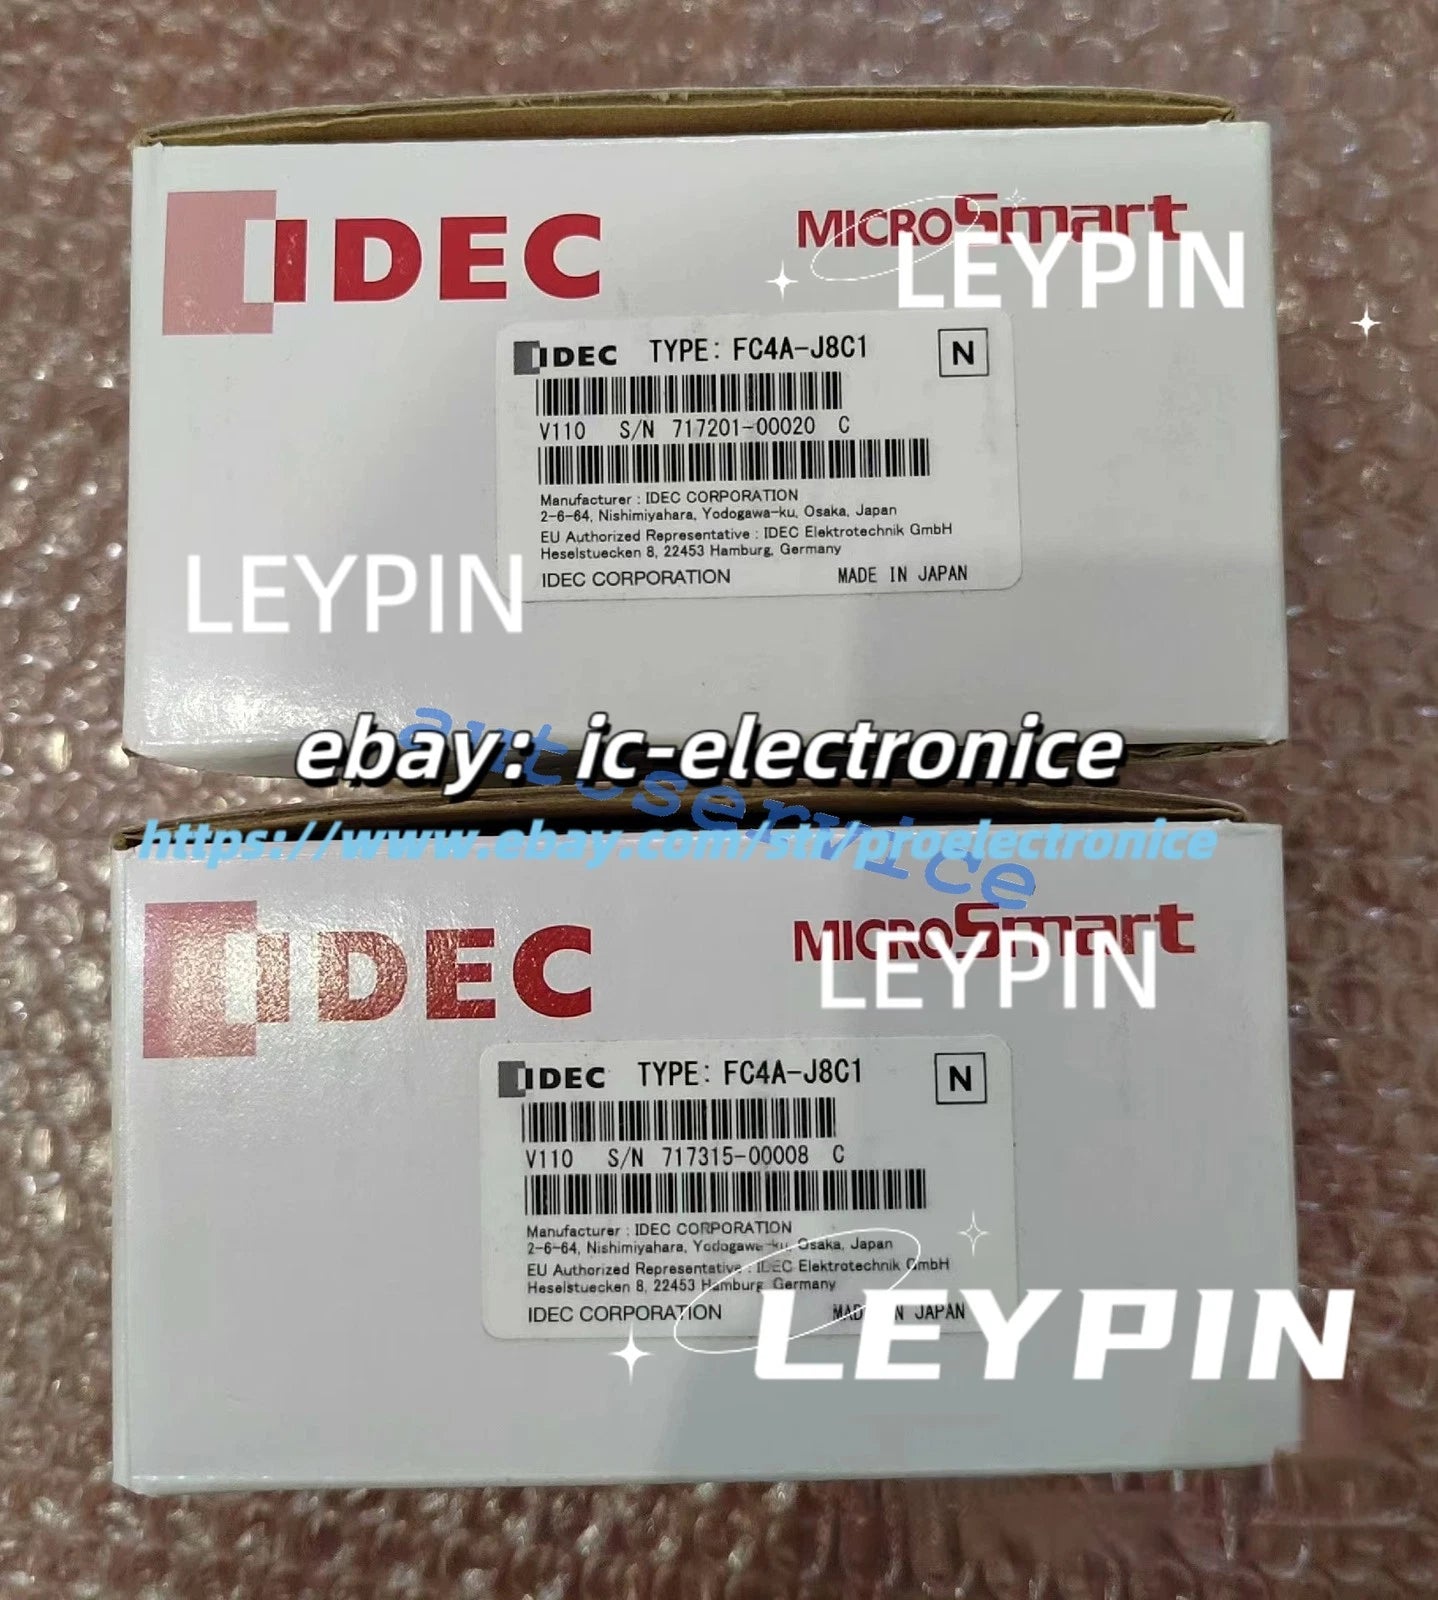 IDEC
MICROSmart
LEYPIN
IDEC TYPE: FC4A-J8C1 N
V110 S/N 717201-00020 C
Manufacturer : IDEC CORPORATION
2-6-64, Nishimiyahara, Yodogawa-ku, Osaka, Japan
EU Authorized Representative : IDEC Elektrotechnik GmbH
Heselstuecken 8, 22453 Hamburg, Germany
IDEC CORPORATION MADE IN JAPAN
LEYPIN
antoservice
ebay: ic-electronice
https://www.ebay.com/str/proelectronice
IDEC
MICROSmart
LEYPIN
IDEC TYPE: FC4A-J8C1 N
V110 S/N 717315-00008 C
Manufacturer : IDEC CORPORATION
2-6-64, Nishimiyahara, Yodogawa-ku, Osaka, Japan
EU Authorized Representative : IDEC Elektrotechnik GmbH
Heselstuecken 8, 22453 Hamburg, Germany
IDEC CORPORATION MADE IN JAPAN
LEYPIN